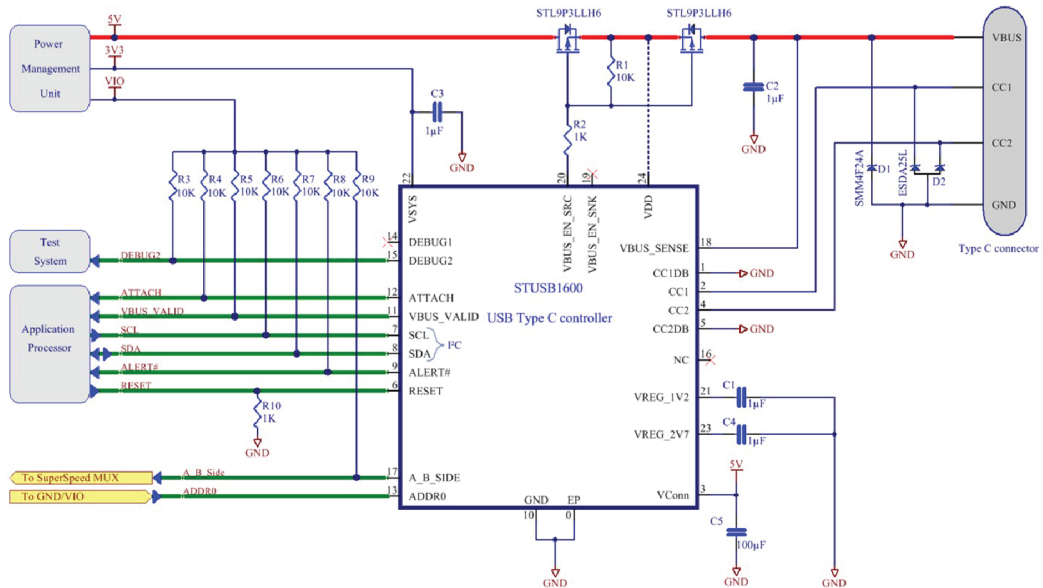 STL9P3LLH6
STL9P3LLH6
5V
3V3
VIO
Power
Management
Unit
R1
10K
R2
1K
C3
1µF
GND
C2
1µF
GND
VBUS
CC1
CC2
GND
Type C connector
SMM4F24A
D1
ESDA25L
D2
GND
R3
10K
R4
10K
R5
10K
R6
10K
R7
10K
R8
10K
R9
10K
22
VSYS
20
VBUS_EN_SRC
19
VBUS_EN_SNK
24
VDD
Test
System
DEBUG2
14
DEBUG1
15
DEBUG2
Application
Processor
ATTACH
12
ATTACH
VBUS_VALID
11
VBUS_VALID
SCL
7
SCL
SDA
8
SDA
I²C
ALERT#
9
ALERT#
RESET
6
RESET
R10
1K
GND
STUSB1600
USB Type C controller
VBUS_SENSE
18
CC1DB
1
GND
CC1
2
CC2
4
CC2DB
5
GND
NC
16
VREG_1V2
21
C1
1µF
VREG_2V7
23
C4
1µF
To SuperSpeed MUX
A_B_Side
17
A_B_SIDE
To GND/VIO
ADDR0
13
ADDR0
VConn
3
5V
C5
100µF
GND
GND
GND
10
EP
0
GND